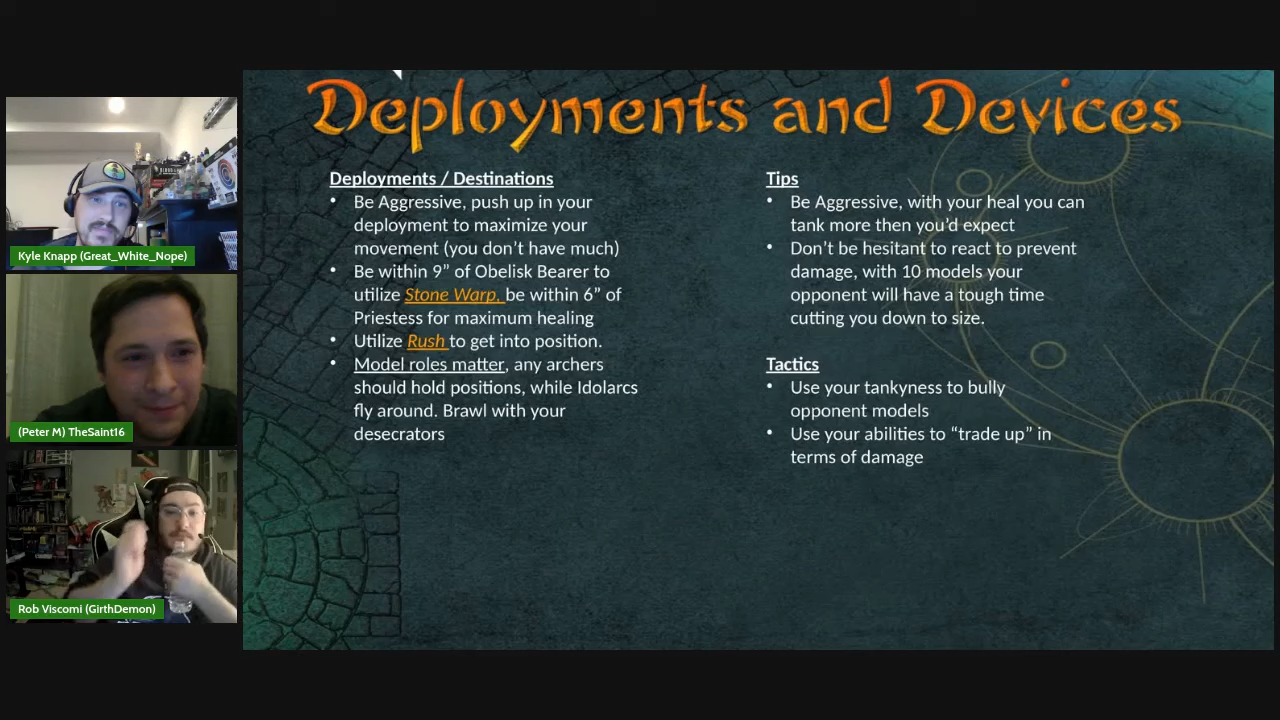 Deployments and Devices
Deployments / Destinations
• Be Aggressive, push up in your
deployment to maximize your
movement (you don’t have much)
• Be within 9” of Obelisk Bearer to
utilize Stone Warp, be within 6” of
Priestess for maximum healing
• Utilize Rush to get into position.
• Model roles matter, any archers
should hold positions, while Idolarcs
fly around. Brawl with your
desecrators
Tips
• Be Aggressive, with your heal you can
tank more then you’d expect
• Don’t be hesitant to react to prevent
damage, with 10 models your
opponent will have a tough time
cutting you down to size.
Tactics
• Use your tankyness to bully
opponent models
• Use your abilities to “trade up” in
terms of damage
Kyle Knapp (Great_White_Nope)
(Peter M) TheSaint16
Rob Viscomi (GirthDemon)